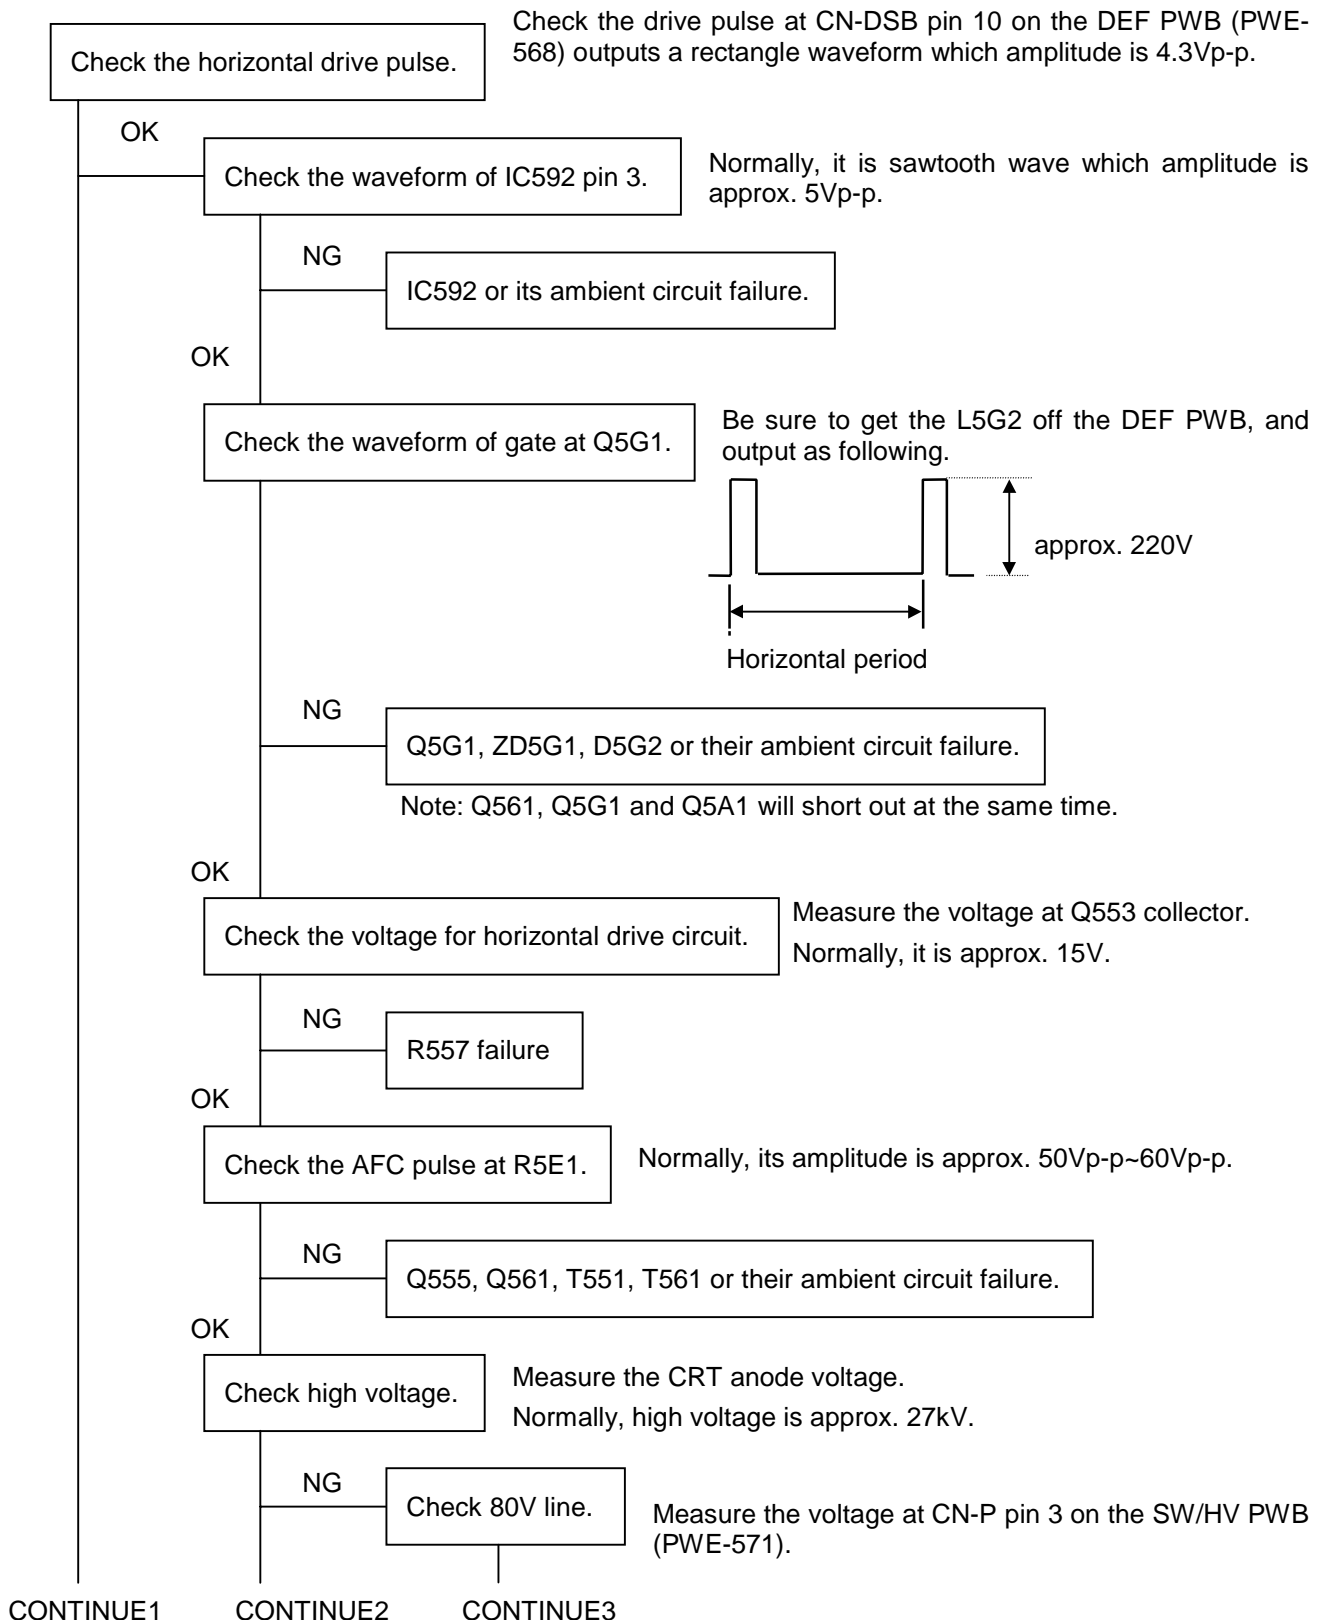 Check the drive pulse at CN-DSB pin 10 on the DEF PWB (PWE-
568) outputs a rectangle waveform which amplitude is 4.3Vp-p.
Check the horizontal drive pulse.
OK
Check the waveform of IC592 pin 3.
Normally, it is sawtooth wave which amplitude is
approx. 5Vp-p.
NG
IC592 or its ambient circuit failure.
OK
Check the waveform of gate at Q5G1.
Be sure to get the L5G2 off the DEF PWB, and
output as following.
approx. 220V
Horizontal period
NG
Q5G1, ZD5G1, D5G2 or their ambient circuit failure.
Note: Q561, Q5G1 and Q5A1 will short out at the same time.
OK
Check the voltage for horizontal drive circuit.
Measure the voltage at Q553 collector.
Normally, it is approx. 15V.
NG
R557 failure
OK
Check the AFC pulse at R5E1.
Normally, its amplitude is approx. 50Vp-p~60Vp-p.
NG
Q555, Q561, T551, T561 or their ambient circuit failure.
OK
Check high voltage.
Measure the CRT anode voltage.
Normally, high voltage is approx. 27kV.
NG
Check 80V line.
Measure the voltage at CN-P pin 3 on the SW/HV PWB
(PWE-571).
CONTINUE1
CONTINUE2
CONTINUE3